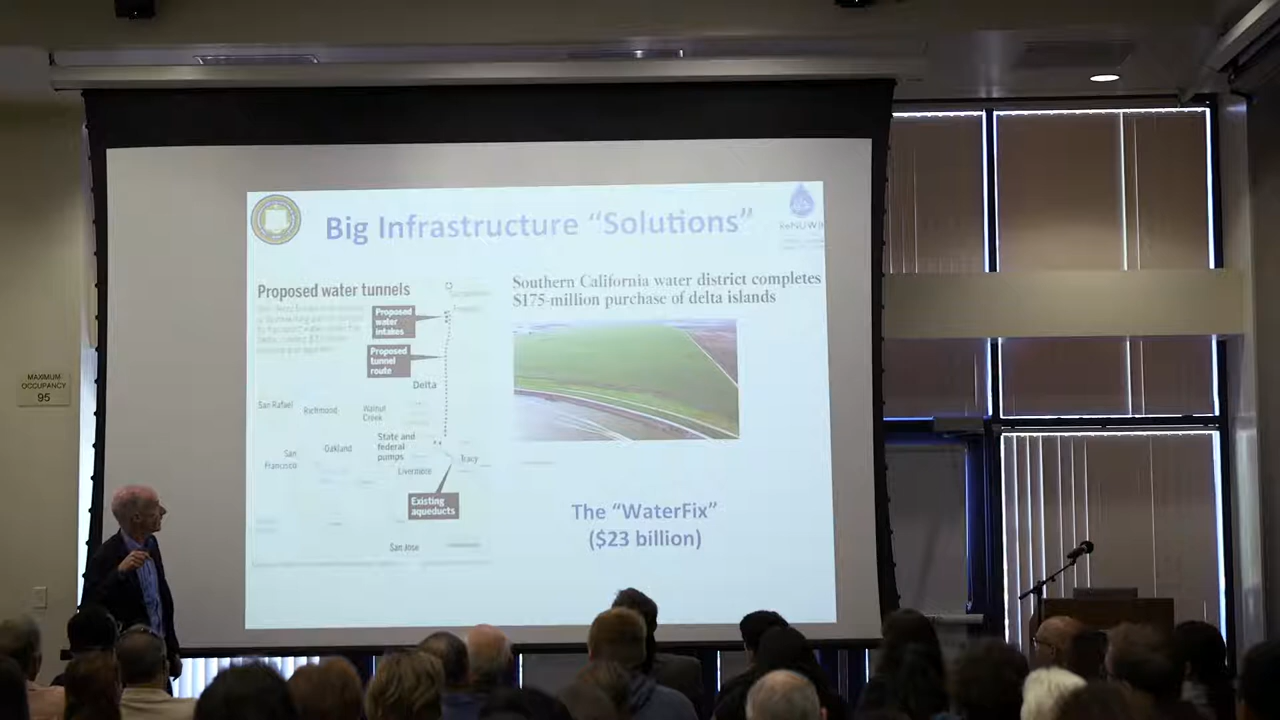 Big Infrastructure “Solutions”
ReNUWIt
Proposed water tunnels
Proposed
water
intakes
Proposed
tunnel
route
Delta
San Rafael
Richmond
Walnut
Creek
State and
federal
pumps
Oakland
San
Francisco
Livermore
Tracy
Existing
aqueducts
San Jose
Southern California water district completes
$175-million purchase of delta islands
The “WaterFix”
($23 billion)
MAXIMUM
OCCUPANCY
95